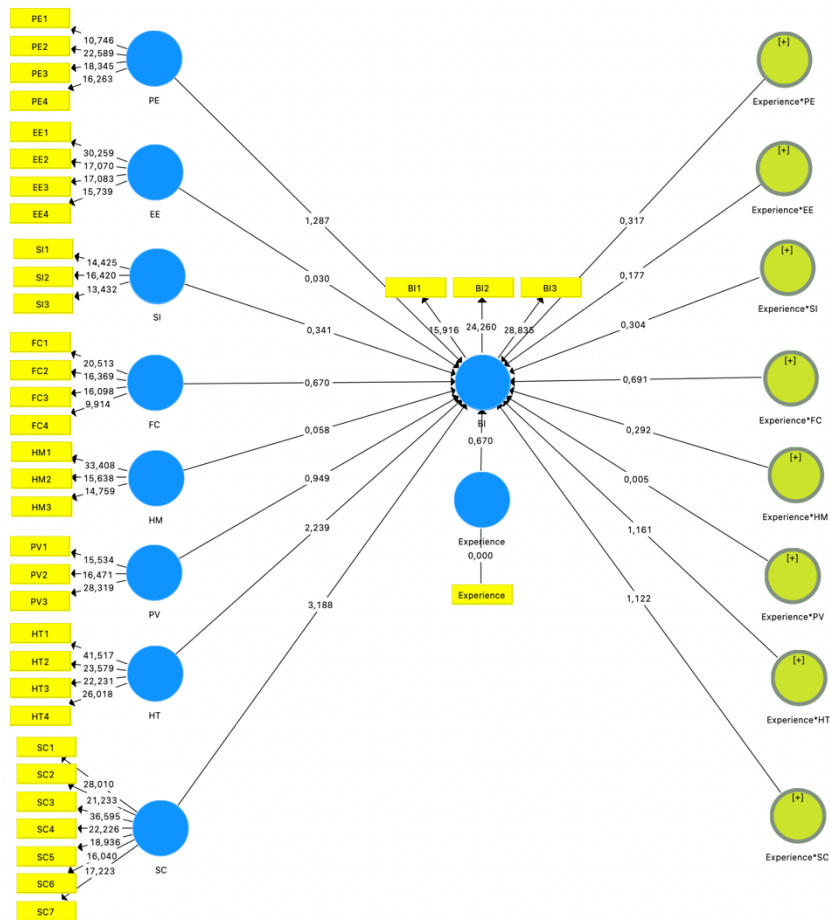 PE1
PE2
PE3
PE4
10,746
22,589
18,345
16,263
PE
EE1
EE2
EE3
EE4
30,259
17,070
17,083
15,739
EE
SI1
SI2
SI3
14,425
16,420
13,432
SI
FC1
FC2
FC3
FC4
20,513
16,369
16,098
9,914
FC
HM1
HM2
HM3
33,408
15,638
14,759
HM
PV1
PV2
PV3
15,534
16,471
28,319
PV
HT1
HT2
HT3
HT4
41,517
23,579
22,231
26,018
HT
SC1
SC2
SC3
SC4
SC5
SC6
SC7
28,010
21,233
36,595
22,226
18,936
16,040
17,223
SC
1,287
0,030
0,341
0,670
0,058
0,949
2,239
3,188
BI1
BI2
BI3
15,916
24,260
28,835
BI
0,670
Experience
0,000
Experience
0,317
0,177
0,304
0,691
0,292
0,005
1,161
1,122
[+]
Experience*PE
[+]
Experience*EE
[+]
Experience*SI
[+]
Experience*FC
[+]
Experience*HM
[+]
Experience*PV
[+]
Experience*HT
[+]
Experience*SC